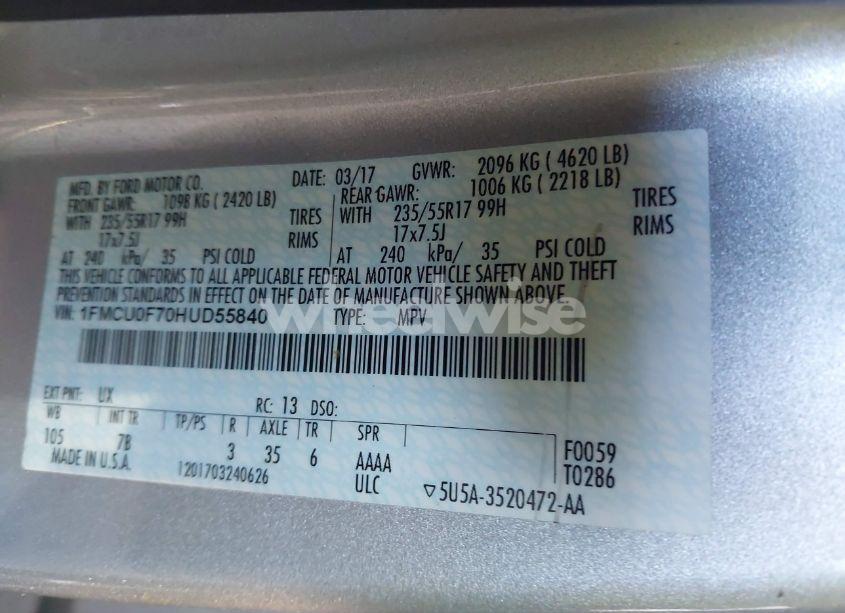 MFD. BY FORD MOTOR CO.
DATE: 03/17 GVWR: 2096 KG ( 4620 LB)
FRONT GAWR: 1098 KG ( 2420 LB)
REAR GAWR: 1006 KG ( 2218 LB)
WITH 235/55R17 99H TIRES
WITH 235/55R17 99H TIRES
17x7.5J RIMS
17x7.5J RIMS
AT 240 kPa/ 35 PSI COLD
AT 240 kPa/ 35 PSI COLD
THIS VEHICLE CONFORMS TO ALL APPLICABLE FEDERAL MOTOR VEHICLE SAFETY AND THEFT
PREVENTION STANDARDS IN EFFECT ON THE DATE OF MANUFACTURE SHOWN ABOVE.
VIN: 1FMCU0F70HUD55840 TYPE: MPV
wheelwise
EXT PNT: UX RC: 13 DSO:
WB INT TR TP/PS R AXLE TR SPR
105 7B 3 35 6 AAAA F0059
MADE IN U.S.A. 1201703240626 ULC T0286
▽5U5A-3520472-AA